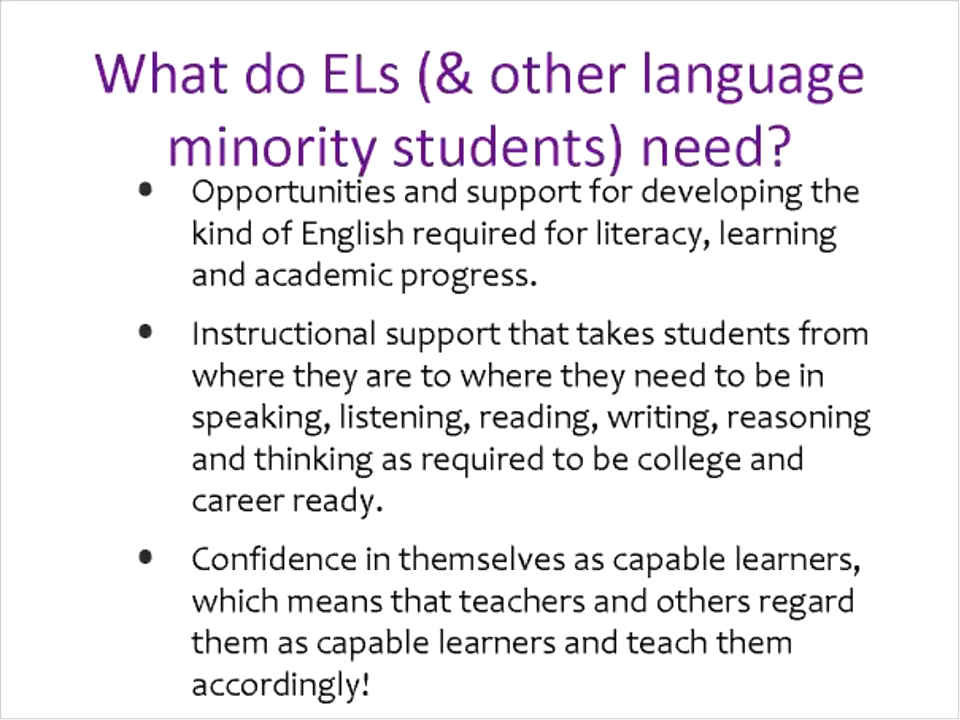 What do ELs (& other language
minority students) need?
• Opportunities and support for developing the
kind of English required for literacy, learning
and academic progress.
• Instructional support that takes students from
where they are to where they need to be in
speaking, listening, reading, writing, reasoning
and thinking as required to be college and
career ready.
• Confidence in themselves as capable learners,
which means that teachers and others regard
them as capable learners and teach them
accordingly!